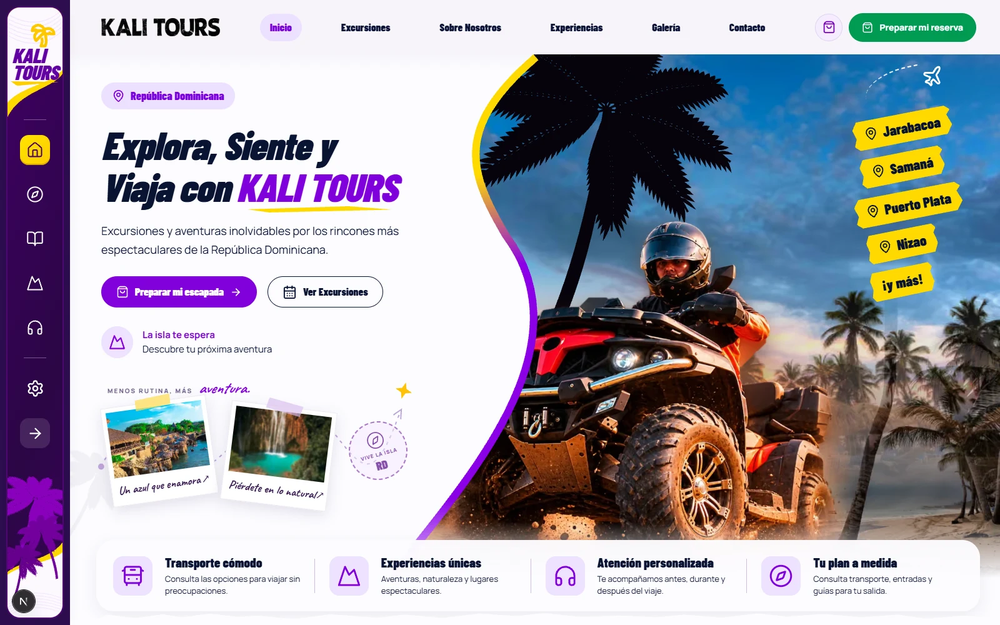 KALI
TOURS
KALI TOURS
Inicio
Excursiones
Sobre Nosotros
Experiencias
Galería
Contacto
Preparar mi reserva
República Dominicana
Explora, Siente y
Viaja con KALI TOURS
Excursiones y aventuras inolvidables por los rincones más
espectaculares de la República Dominicana.
Preparar mi escapada
Ver Excursiones
La isla te espera
Descubre tu próxima aventura
MENOS RUTINA, MÁS aventura.
Un azul que enamora
Piérdete en lo natural
VIVE LA ISLA
RD
Jarabacoa
Samaná
Puerto Plata
Nizao
¡y más!
Transporte cómodo
Consulta las opciones para viajar sin
preocupaciones.
Experiencias únicas
Aventuras, naturaleza y lugares
espectaculares.
Atención personalizada
Te acompañamos antes, durante y
después del viaje.
Tu plan a medida
Consulta transporte, entradas y
guías para tu salida.
N